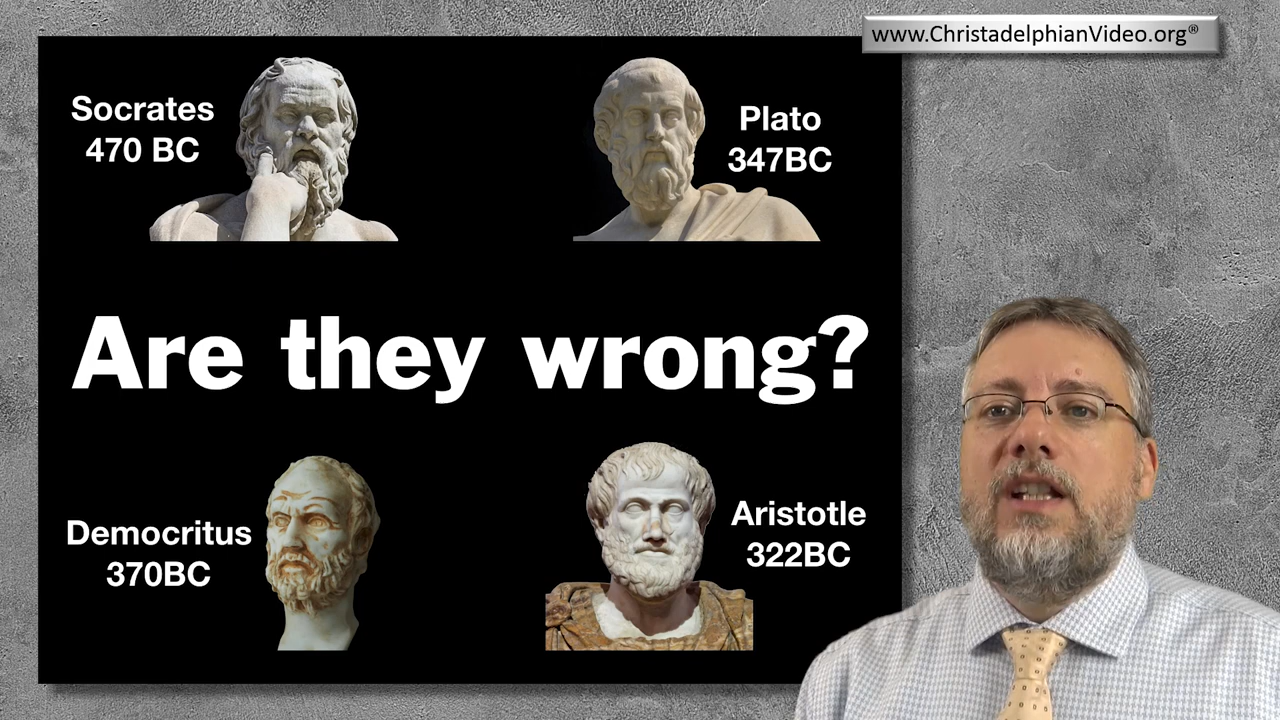 www.ChristadelphianVideo.org®
Socrates
470 BC
Plato
347BC
Are they wrong?
Democritus
370BC
Aristotle
322BC